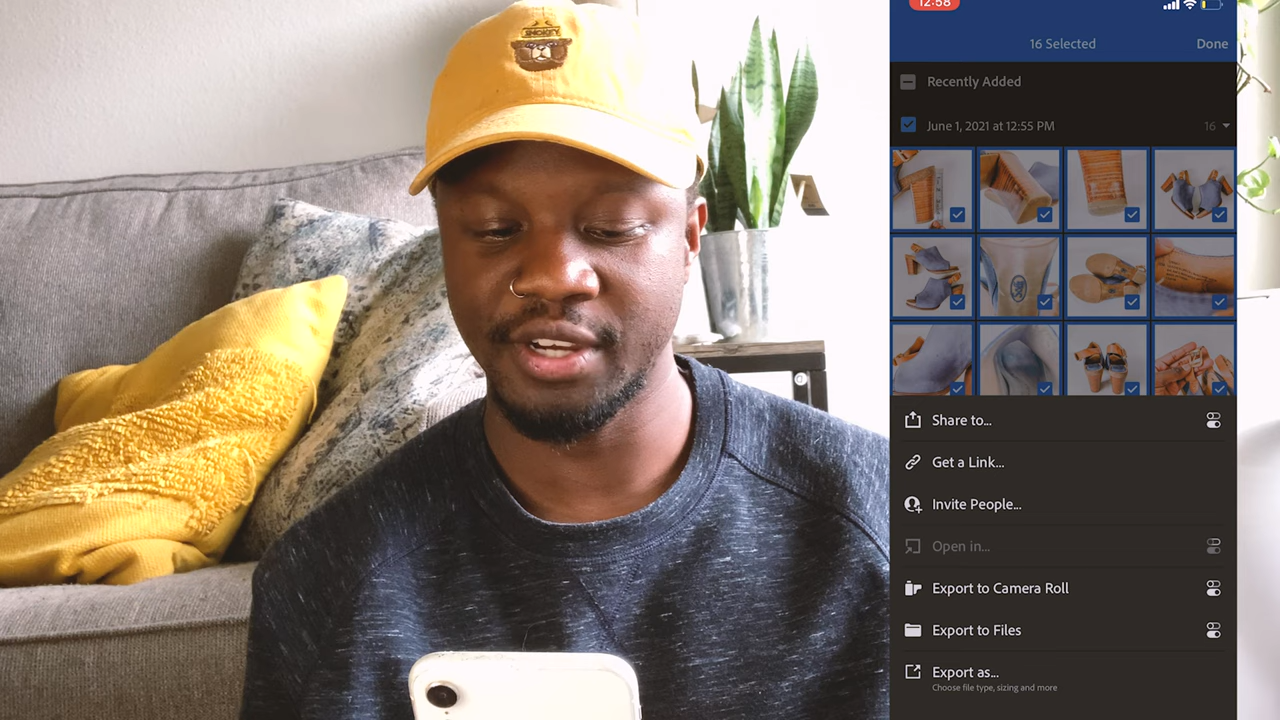 SMOKEY
12:58
16 Selected
Done
Recently Added
June 1, 2021 at 12:55 PM
16
Share to...
Get a Link...
Invite People...
Open in...
Export to Camera Roll
Export to Files
Export as...
Choose file type, sizing and more